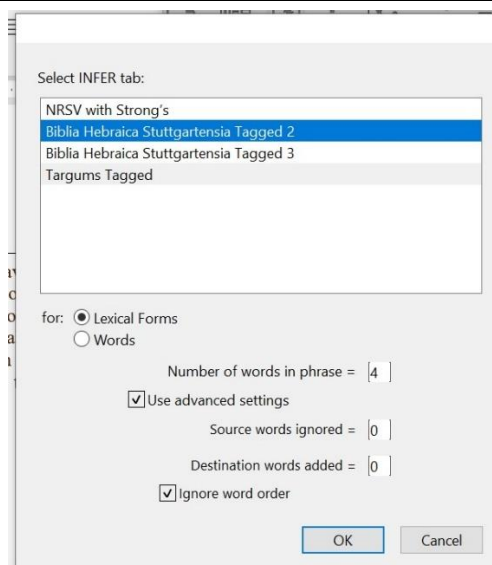 Select INFER tab:
NRSV with Strong's
Biblia Hebraica Stuttgartensia Tagged 2
Biblia Hebraica Stuttgartensia Tagged 3
Targums Tagged
for: Lexical Forms
Words
Number of words in phrase = 4
Use advanced settings
Source words ignored = 0
Destination words added = 0
Ignore word order
OK Cancel